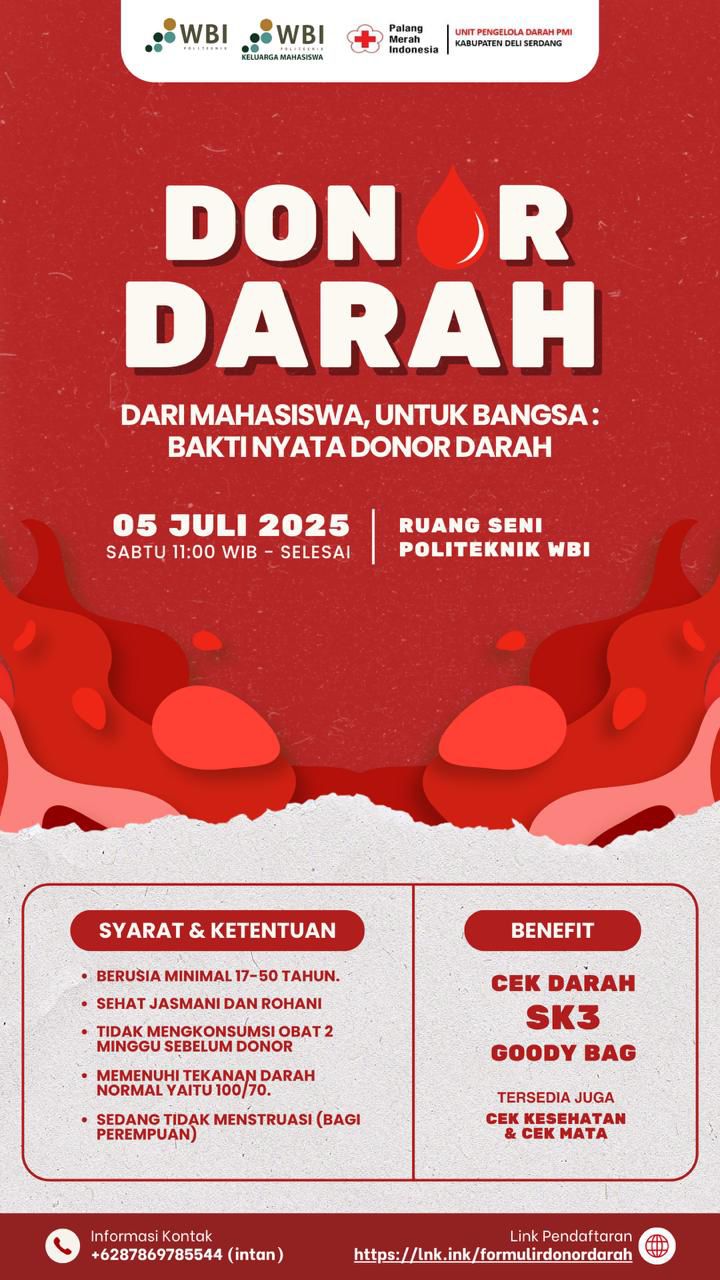 WBI
POLITEKNIK
WBI
POLITEKNIK
KELUARGA MAHASISWA
Palang
Merah
Indonesia
UNIT PENGELOLA DARAH PMI
KABUPATEN DELI SERDANG
DONOR
DARAH
DARI MAHASISWA, UNTUK BANGSA :
BAKTI NYATA DONOR DARAH
05 JULI 2025
SABTU 11:00 WIB - SELESAI
RUANG SENI
POLITEKNIK WBI
SYARAT & KETENTUAN
• BERUSIA MINIMAL 17-50 TAHUN.
• SEHAT JASMANI DAN ROHANI
• TIDAK MENGKONSUMSI OBAT 2
MINGGU SEBELUM DONOR
• MEMENUHI TEKANAN DARAH
NORMAL YAITU 100/70.
• SEDANG TIDAK MENSTRUASI (BAGI
PEREMPUAN)
BENEFIT
CEK DARAH
SK3
GOODY BAG
TERSEDIA JUGA
CEK KESEHATAN
& CEK MATA
Informasi Kontak
+6287869785544 (intan)
Link Pendaftaran
https://lnk.ink/formulirdonordarah